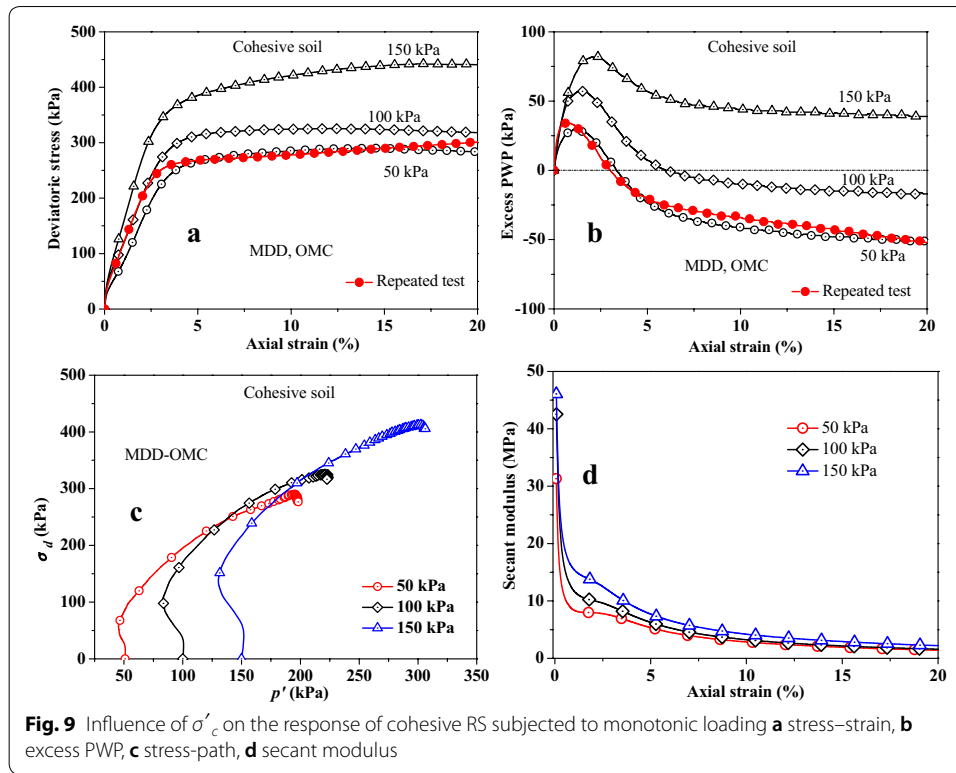 Cohesive soil
150 kPa
100 kPa
50 kPa
a
MDD, OMC
Repeated test
Deviatoric stress (kPa)
500
400
300
200
100
0
0 5 10 15 20
Axial strain (%)
Cohesive soil
150 kPa
100 kPa
50 kPa
b
MDD, OMC
Repeated test
Excess PWP (kPa)
100
50
0
-50
-100
0 5 10 15 20
Axial strain (%)
Cohesive soil
MDD-OMC
c
50 kPa
100 kPa
150 kPa
σd (kPa)
500
400
300
200
100
0
0 50 100 150 200 250 300 350
p' (kPa)
d
50 kPa
100 kPa
150 kPa
Secant modulus (MPa)
50
40
30
20
10
0
0 5 10 15 20
Axial strain (%)
Fig. 9 Influence of σ′c on the response of cohesive RS subjected to monotonic loading a stress–strain, b
excess PWP, c stress-path, d secant modulus